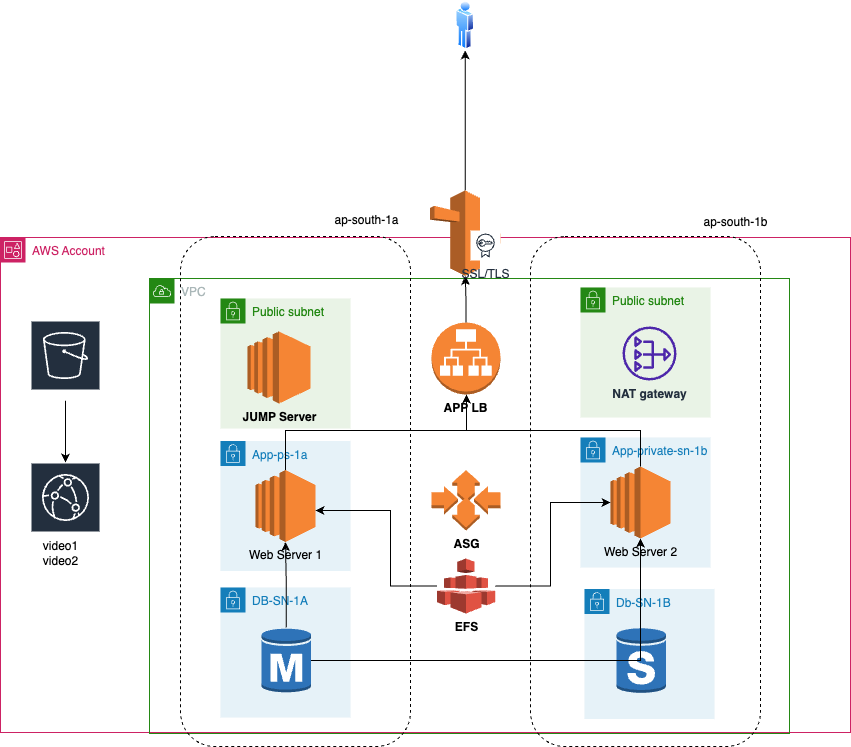 ap-south-1a
ap-south-1b
AWS Account
SSL/TLS
VPC
Public subnet
Public subnet
JUMP Server
APP LB
NAT gateway
App-ps-1a
App-private-sn-1b
Web Server 1
ASG
Web Server 2
video1
video2
DB-SN-1A
EFS
Db-SN-1B
M
S